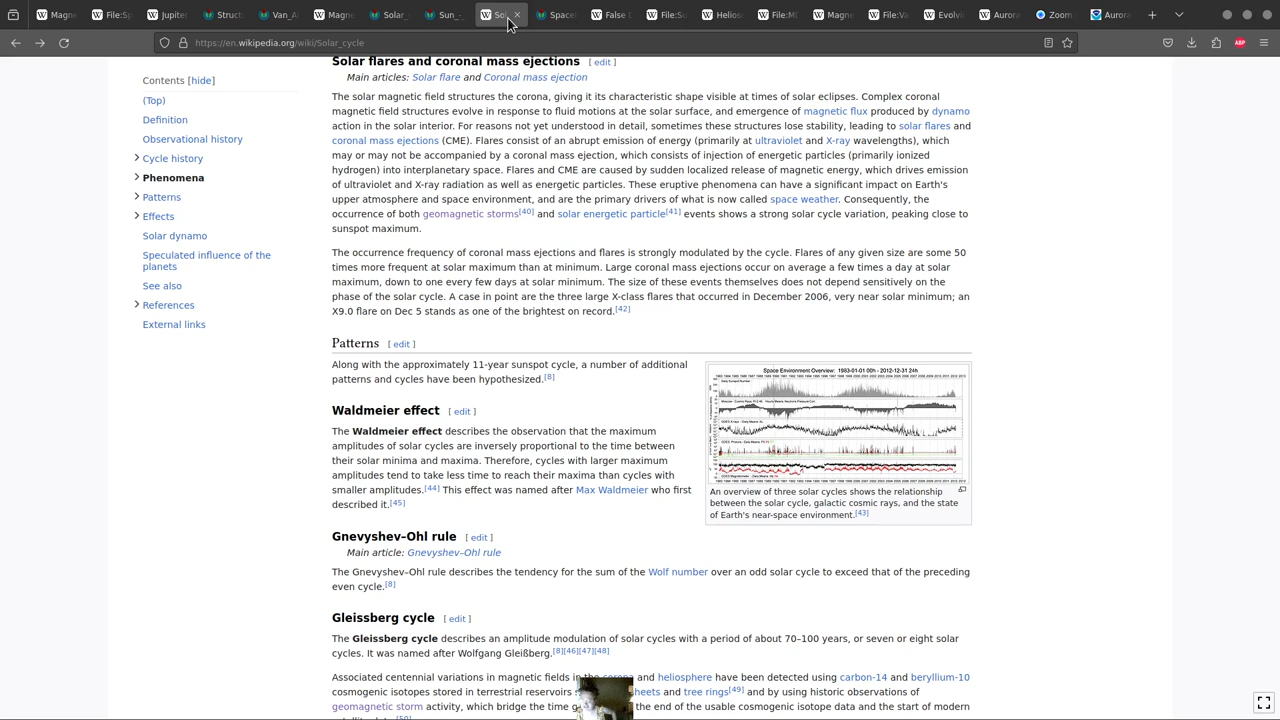 Magne
File:Sp
Jupiter
Struct
Van_Al
Magne
Solar_
Sun_-_
Sol
Spacel
False D
File:Su
Helios
File:MD
Magne
File:Va
Evolvi
Aurora
Zoom
Aurora
https://en.wikipedia.org/wiki/Solar_cycle
ABP
Contents [hide]
(Top)
Definition
Observational history
Cycle history
Phenomena
Patterns
Effects
Solar dynamo
Speculated influence of the
planets
See also
References
External links
Solar flares and coronal mass ejections [ edit ]
Main articles: Solar flare and Coronal mass ejection
The solar magnetic field structures the corona, giving it its characteristic shape visible at times of solar eclipses. Complex coronal
magnetic field structures evolve in response to fluid motions at the solar surface, and emergence of magnetic flux produced by dynamo
action in the solar interior. For reasons not yet understood in detail, sometimes these structures lose stability, leading to solar flares and
coronal mass ejections (CME). Flares consist of an abrupt emission of energy (primarily at ultraviolet and X-ray wavelengths), which
may or may not be accompanied by a coronal mass ejection, which consists of injection of energetic particles (primarily ionized
hydrogen) into interplanetary space. Flares and CME are caused by sudden localized release of magnetic energy, which drives emission
of ultraviolet and X-ray radiation as well as energetic particles. These eruptive phenomena can have a significant impact on Earth's
upper atmosphere and space environment, and are the primary drivers of what is now called space weather. Consequently, the
occurrence of both geomagnetic storms[40] and solar energetic particle[41] events shows a strong solar cycle variation, peaking close to
sunspot maximum.
The occurrence frequency of coronal mass ejections and flares is strongly modulated by the cycle. Flares of any given size are some 50
times more frequent at solar maximum than at minimum. Large coronal mass ejections occur on average a few times a day at solar
maximum, down to one every few days at solar minimum. The size of these events themselves does not depend sensitively on the
phase of the solar cycle. A case in point are the three large X-class flares that occurred in December 2006, very near solar minimum; an
X9.0 flare on Dec 5 stands as one of the brightest on record.[42]
Patterns [ edit ]
Along with the approximately 11-year sunspot cycle, a number of additional
patterns and cycles have been hypothesized.[8]
Waldmeier effect [ edit ]
The Waldmeier effect describes the observation that the maximum
amplitudes of solar cycles are inversely proportional to the time between
their solar minima and maxima. Therefore, cycles with larger maximum
amplitudes tend to take less time to reach their maxima than cycles with
smaller amplitudes.[44] This effect was named after Max Waldmeier who first
described it.[45]
Space Environment Overview: 1983-01-01 00h - 2012-12-31 24h
An overview of three solar cycles shows the relationship
between the solar cycle, galactic cosmic rays, and the state
of Earth's near-space environment.[43]
Gnevyshev–Ohl rule [ edit ]
Main article: Gnevyshev–Ohl rule
The Gnevyshev–Ohl rule describes the tendency for the sum of the Wolf number over an odd solar cycle to exceed that of the preceding
even cycle.[8]
Gleissberg cycle [ edit ]
The Gleissberg cycle describes an amplitude modulation of solar cycles with a period of about 70–100 years, or seven or eight solar
cycles. It was named after Wolfgang Gleißberg.[8][46][47][48]
Associated centennial variations in magnetic fields in the corona and heliosphere have been detected using carbon-14 and beryllium-10
cosmogenic isotopes stored in terrestrial reservoirs heets and tree rings[49] and by using historic observations of
geomagnetic storm activity, which bridge the time g the end of the usable cosmogenic isotope data and the start of modern